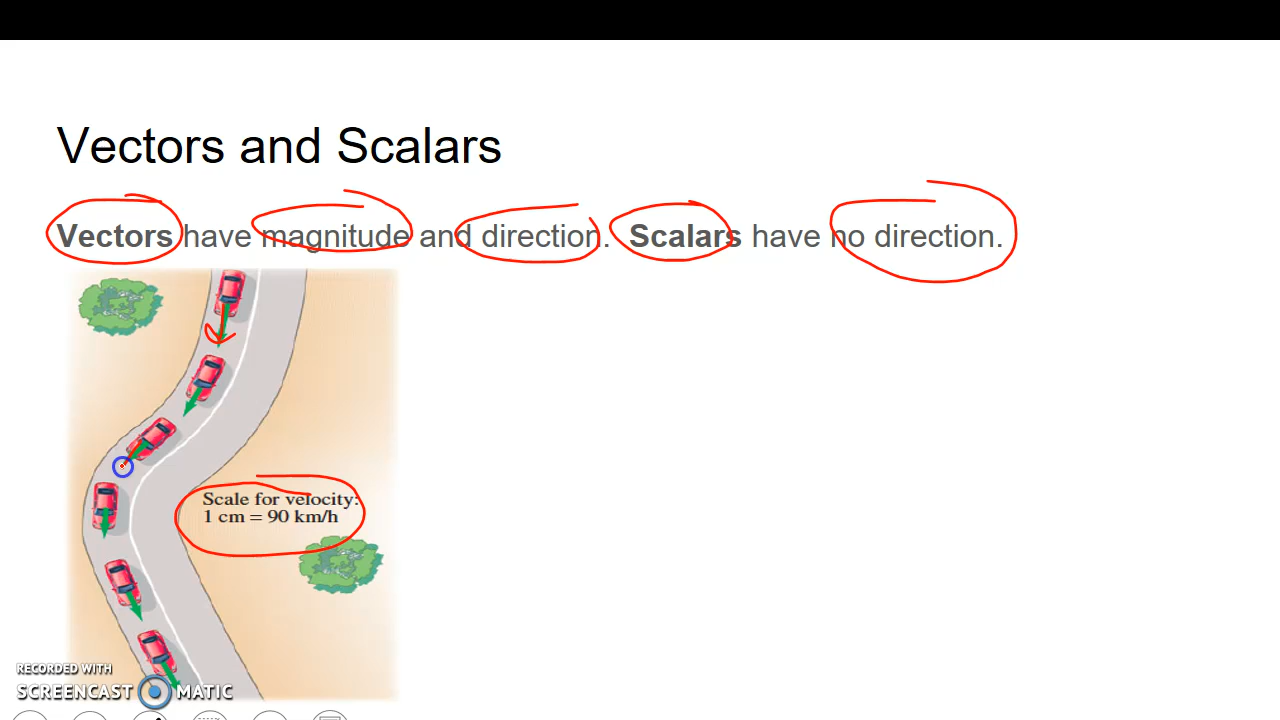 Vectors and Scalars
Vectors have magnitude and direction. Scalars have no direction.
Scale for velocity:
1 cm = 90 km/h
RECORDED WITH
SCREENCAST MATIC